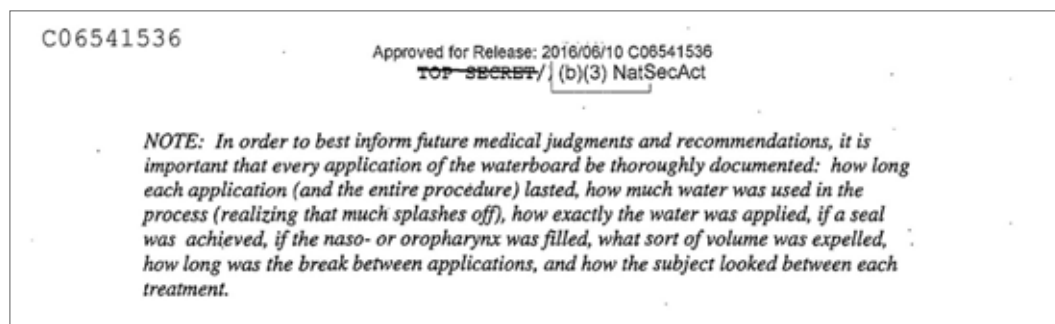 C06541536
Approved for Release: 2016/06/10 C06541536
TOP SECRET/ (b)(3) NatSecAct
NOTE: In order to best inform future medical judgments and recommendations, it is
important that every application of the waterboard be thoroughly documented: how long
each application (and the entire procedure) lasted, how much water was used in the
process (realizing that much splashes off), how exactly the water was applied, if a seal
was achieved, if the naso- or oropharynx was filled, what sort of volume was expelled,
how long was the break between applications, and how the subject looked between each
treatment.